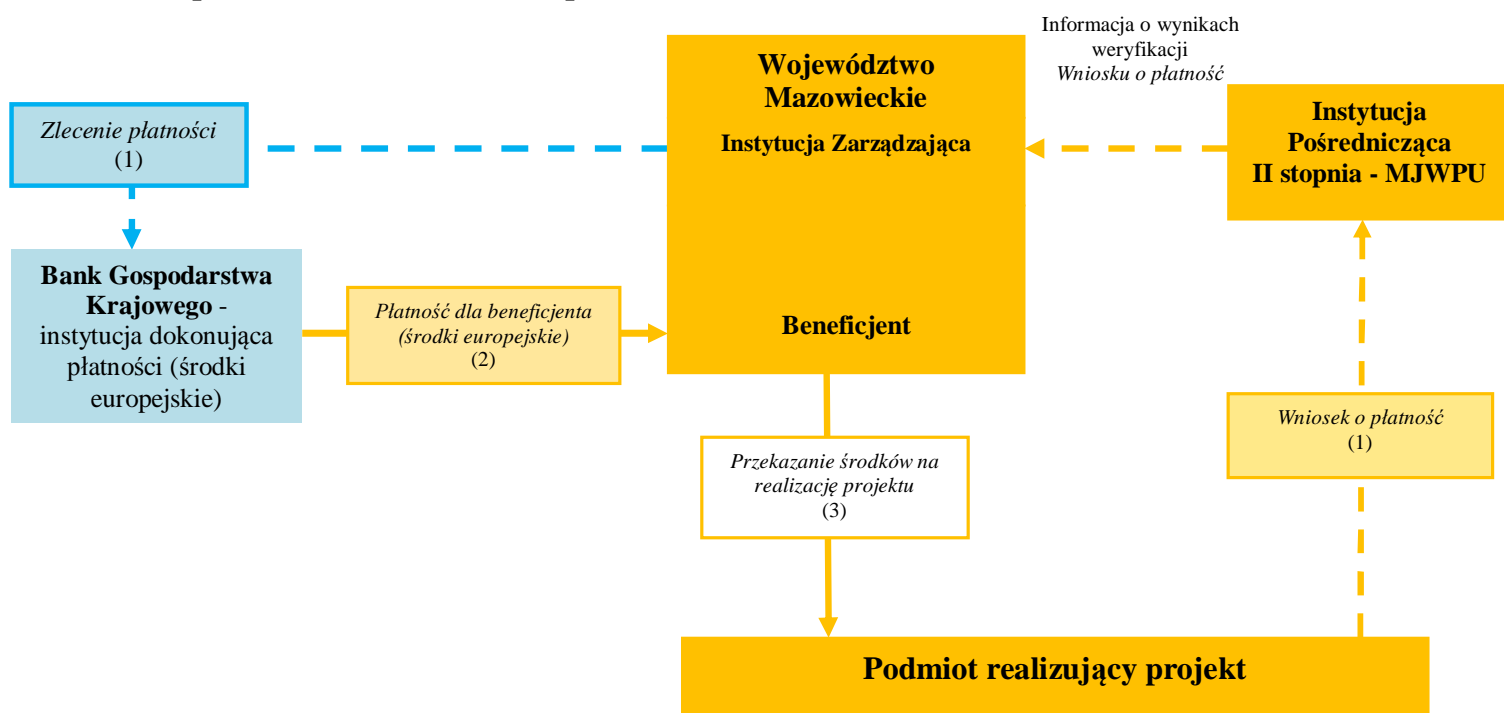 Informacja o wynikach
weryfikacji
Wniosku o płatność
Województwo
Mazowieckie
Instytucja Zarządzająca
Beneficjent
Instytucja
Pośrednicząca
II stopnia - MJWPU
Zlecenie płatności
(1)
Bank Gospodarstwa
Krajowego -
instytucja dokonująca
płatności (środki
europejskie)
Płatność dla beneficjenta
(środki europejskie)
(2)
Wniosek o płatność
(1)
Przekazanie środków na
realizację projektu
(3)
Podmiot realizujący projekt